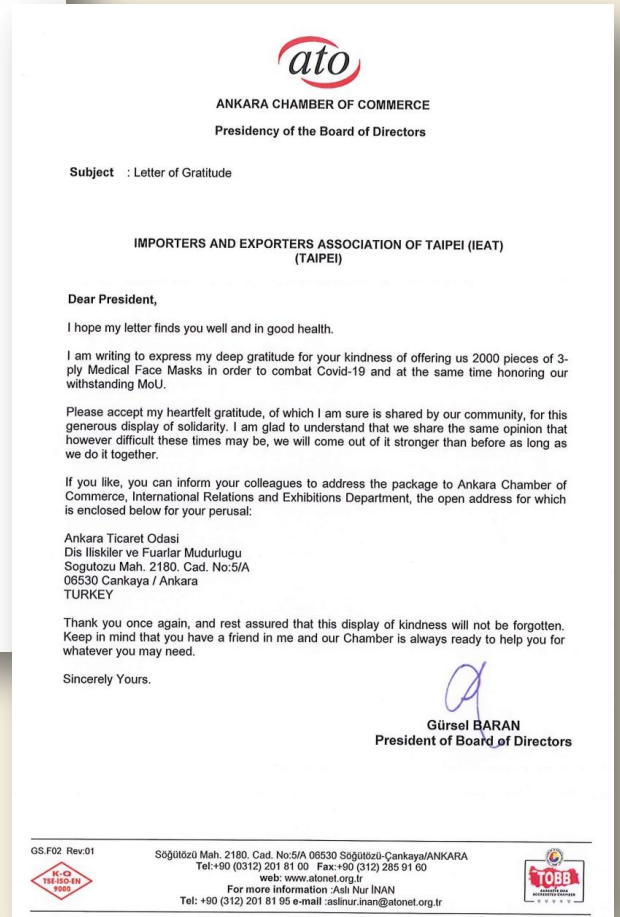 ato
ANKARA CHAMBER OF COMMERCE
Presidency of the Board of Directors
Subject : Letter of Gratitude
IMPORTERS AND EXPORTERS ASSOCIATION OF TAIPEI (IEAT)
(TAIPEI)
Dear President,
I hope my letter finds you well and in good health.
I am writing to express my deep gratitude for your kindness of offering us 2000 pieces of 3-
ply Medical Face Masks in order to combat Covid-19 and at the same time honoring our
withstanding MoU.
Please accept my heartfelt gratitude, of which I am sure is shared by our community, for this
generous display of solidarity. I am glad to understand that we share the same opinion that
however difficult these times may be, we will come out of it stronger than before as long as
we do it together.
If you like, you can inform your colleagues to address the package to Ankara Chamber of
Commerce, International Relations and Exhibitions Department, the open address for which
is enclosed below for your perusal:
Ankara Ticaret Odasi
Dis Iliskiler ve Fuarlar Mudurlugu
Sogutozu Mah. 2180. Cad. No:5/A
06530 Cankaya / Ankara
TURKEY
Thank you once again, and rest assured that this display of kindness will not be forgotten.
Keep in mind that you have a friend in me and our Chamber is always ready to help you for
whatever you may need.
Sincerely Yours.
Gürsel BARAN
President of Board of Directors
GS.F02 Rev:01
K-Q
TSE-ISO-EN
9000
Söğütözü Mah. 2180. Cad. No:5/A 06530 Söğütözü-Çankaya/ANKARA
Tel:+90 (0312) 201 81 00 Fax:+90 (312) 285 91 60
web: www.atonet.org.tr
For more information :Aslı Nur İNAN
Tel: +90 (312) 201 81 95 e-mail :aslinur.inan@atonet.org.tr
TOBB